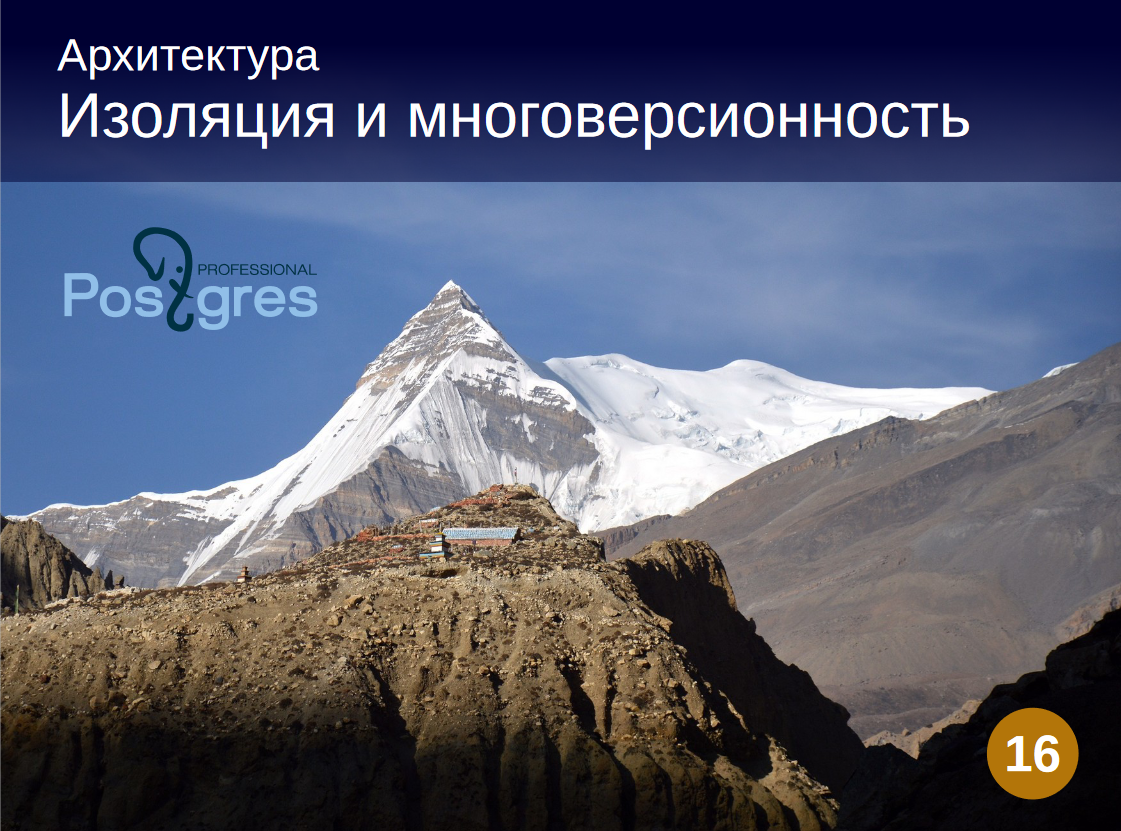 Архитектура
Изоляция и многоверсионность
PROFESSIONAL
Postgres
16